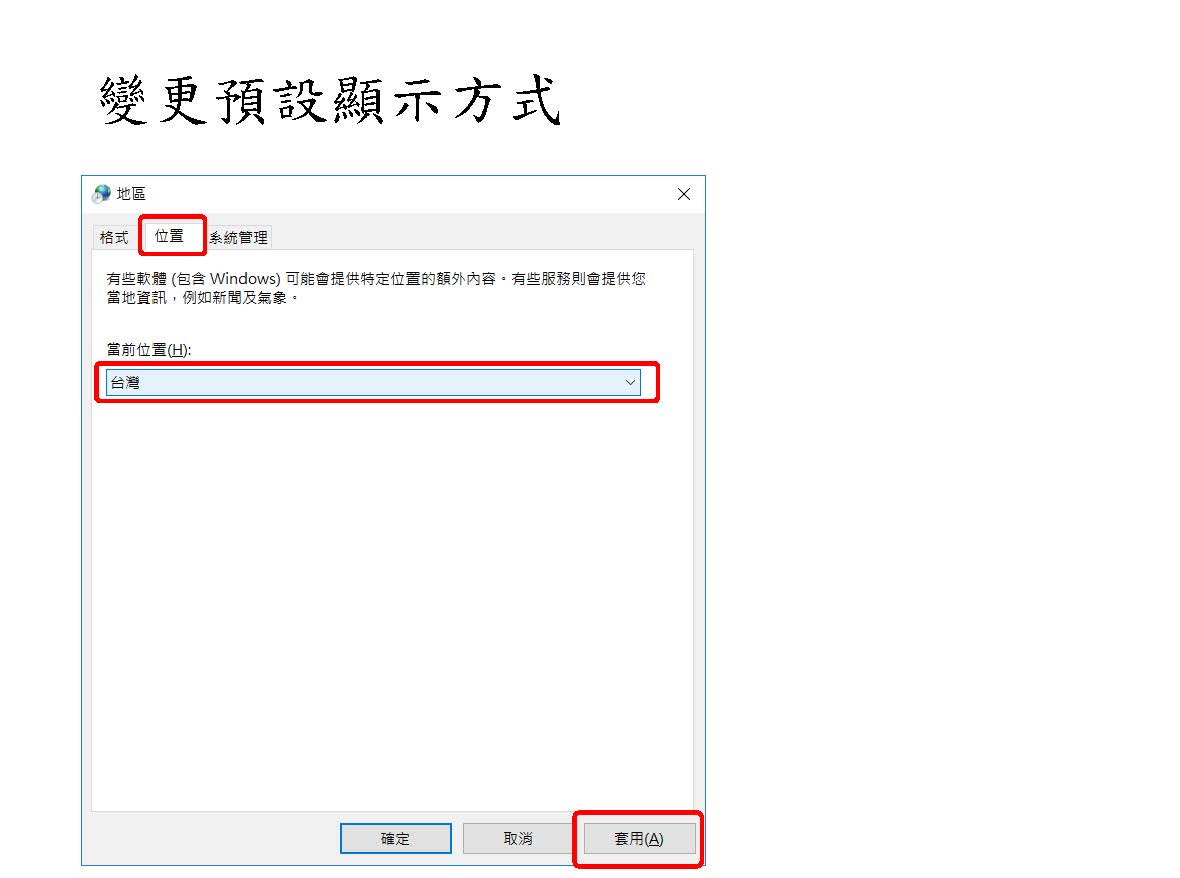 變更預設顯示方式
地區
格式 位置 系統管理
有些軟體 (包含 Windows) 可能會提供特定位置的額外內容。有些服務則會提供您
當地資訊，例如新聞及氣象。
當前位置(H):
台灣
確定 取消 套用(A)